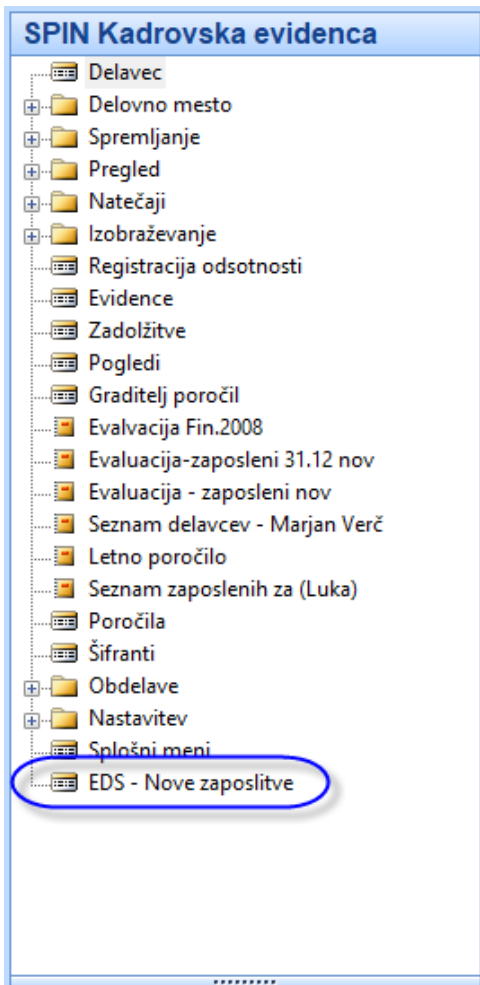 SPIN Kadrovska evidenca
Delavec
Delovno mesto
Spremljanje
Pregled
Natečaji
Izobraževanje
Registracija odsotnosti
Evidence
Zadolžitve
Pogledi
Graditelj poročil
Evalvacija Fin.2008
Evaluacija-zaposleni 31.12 nov
Evaluacija - zaposleni nov
Seznam delavcev - Marjan Verč
Letno poročilo
Seznam zaposlenih za (Luka)
Poročila
Šifranti
Obdelave
Nastavitev
Splošni meni
EDS - Nove zaposlitve